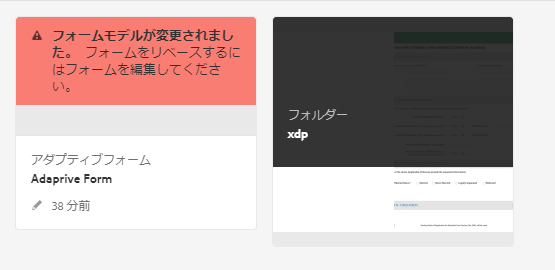 フォームモデルが変更されまし
た。 フォームをリベースするに
はフォームを編集してくださ
い。
アダプティブフォーム
Adaprive Form
38 分前
フォルダー
xdp